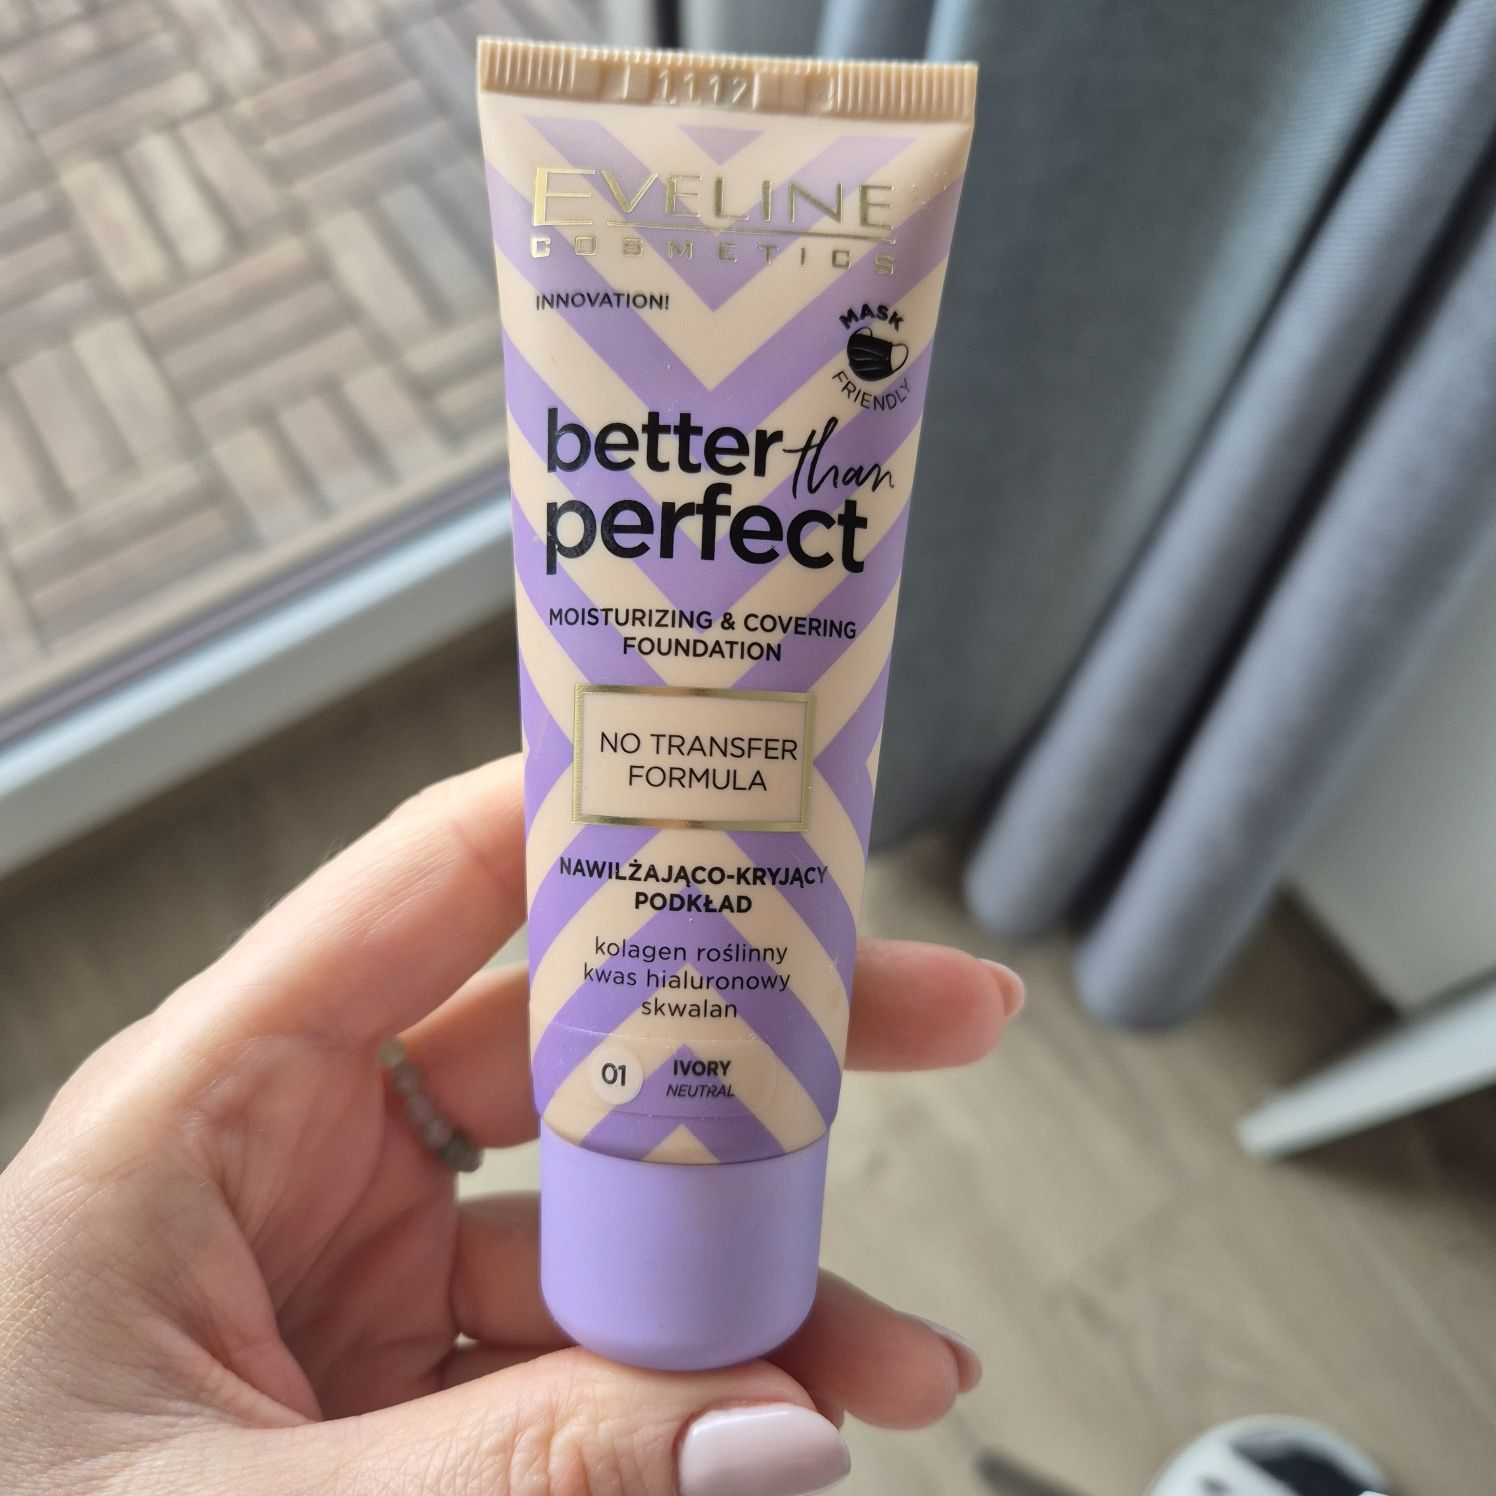 1112
EVELINE
COSMETICS
INNOVATION!
MASK
FRIENDLY
better than
perfect
MOISTURIZING & COVERING
FOUNDATION
NO TRANSFER
FORMULA
NAWILŻAJĄCO-KRYJĄCY
PODKŁAD
kolagen roślinny
kwas hialuronowy
skwalan
01 IVORY
NEUTRAL